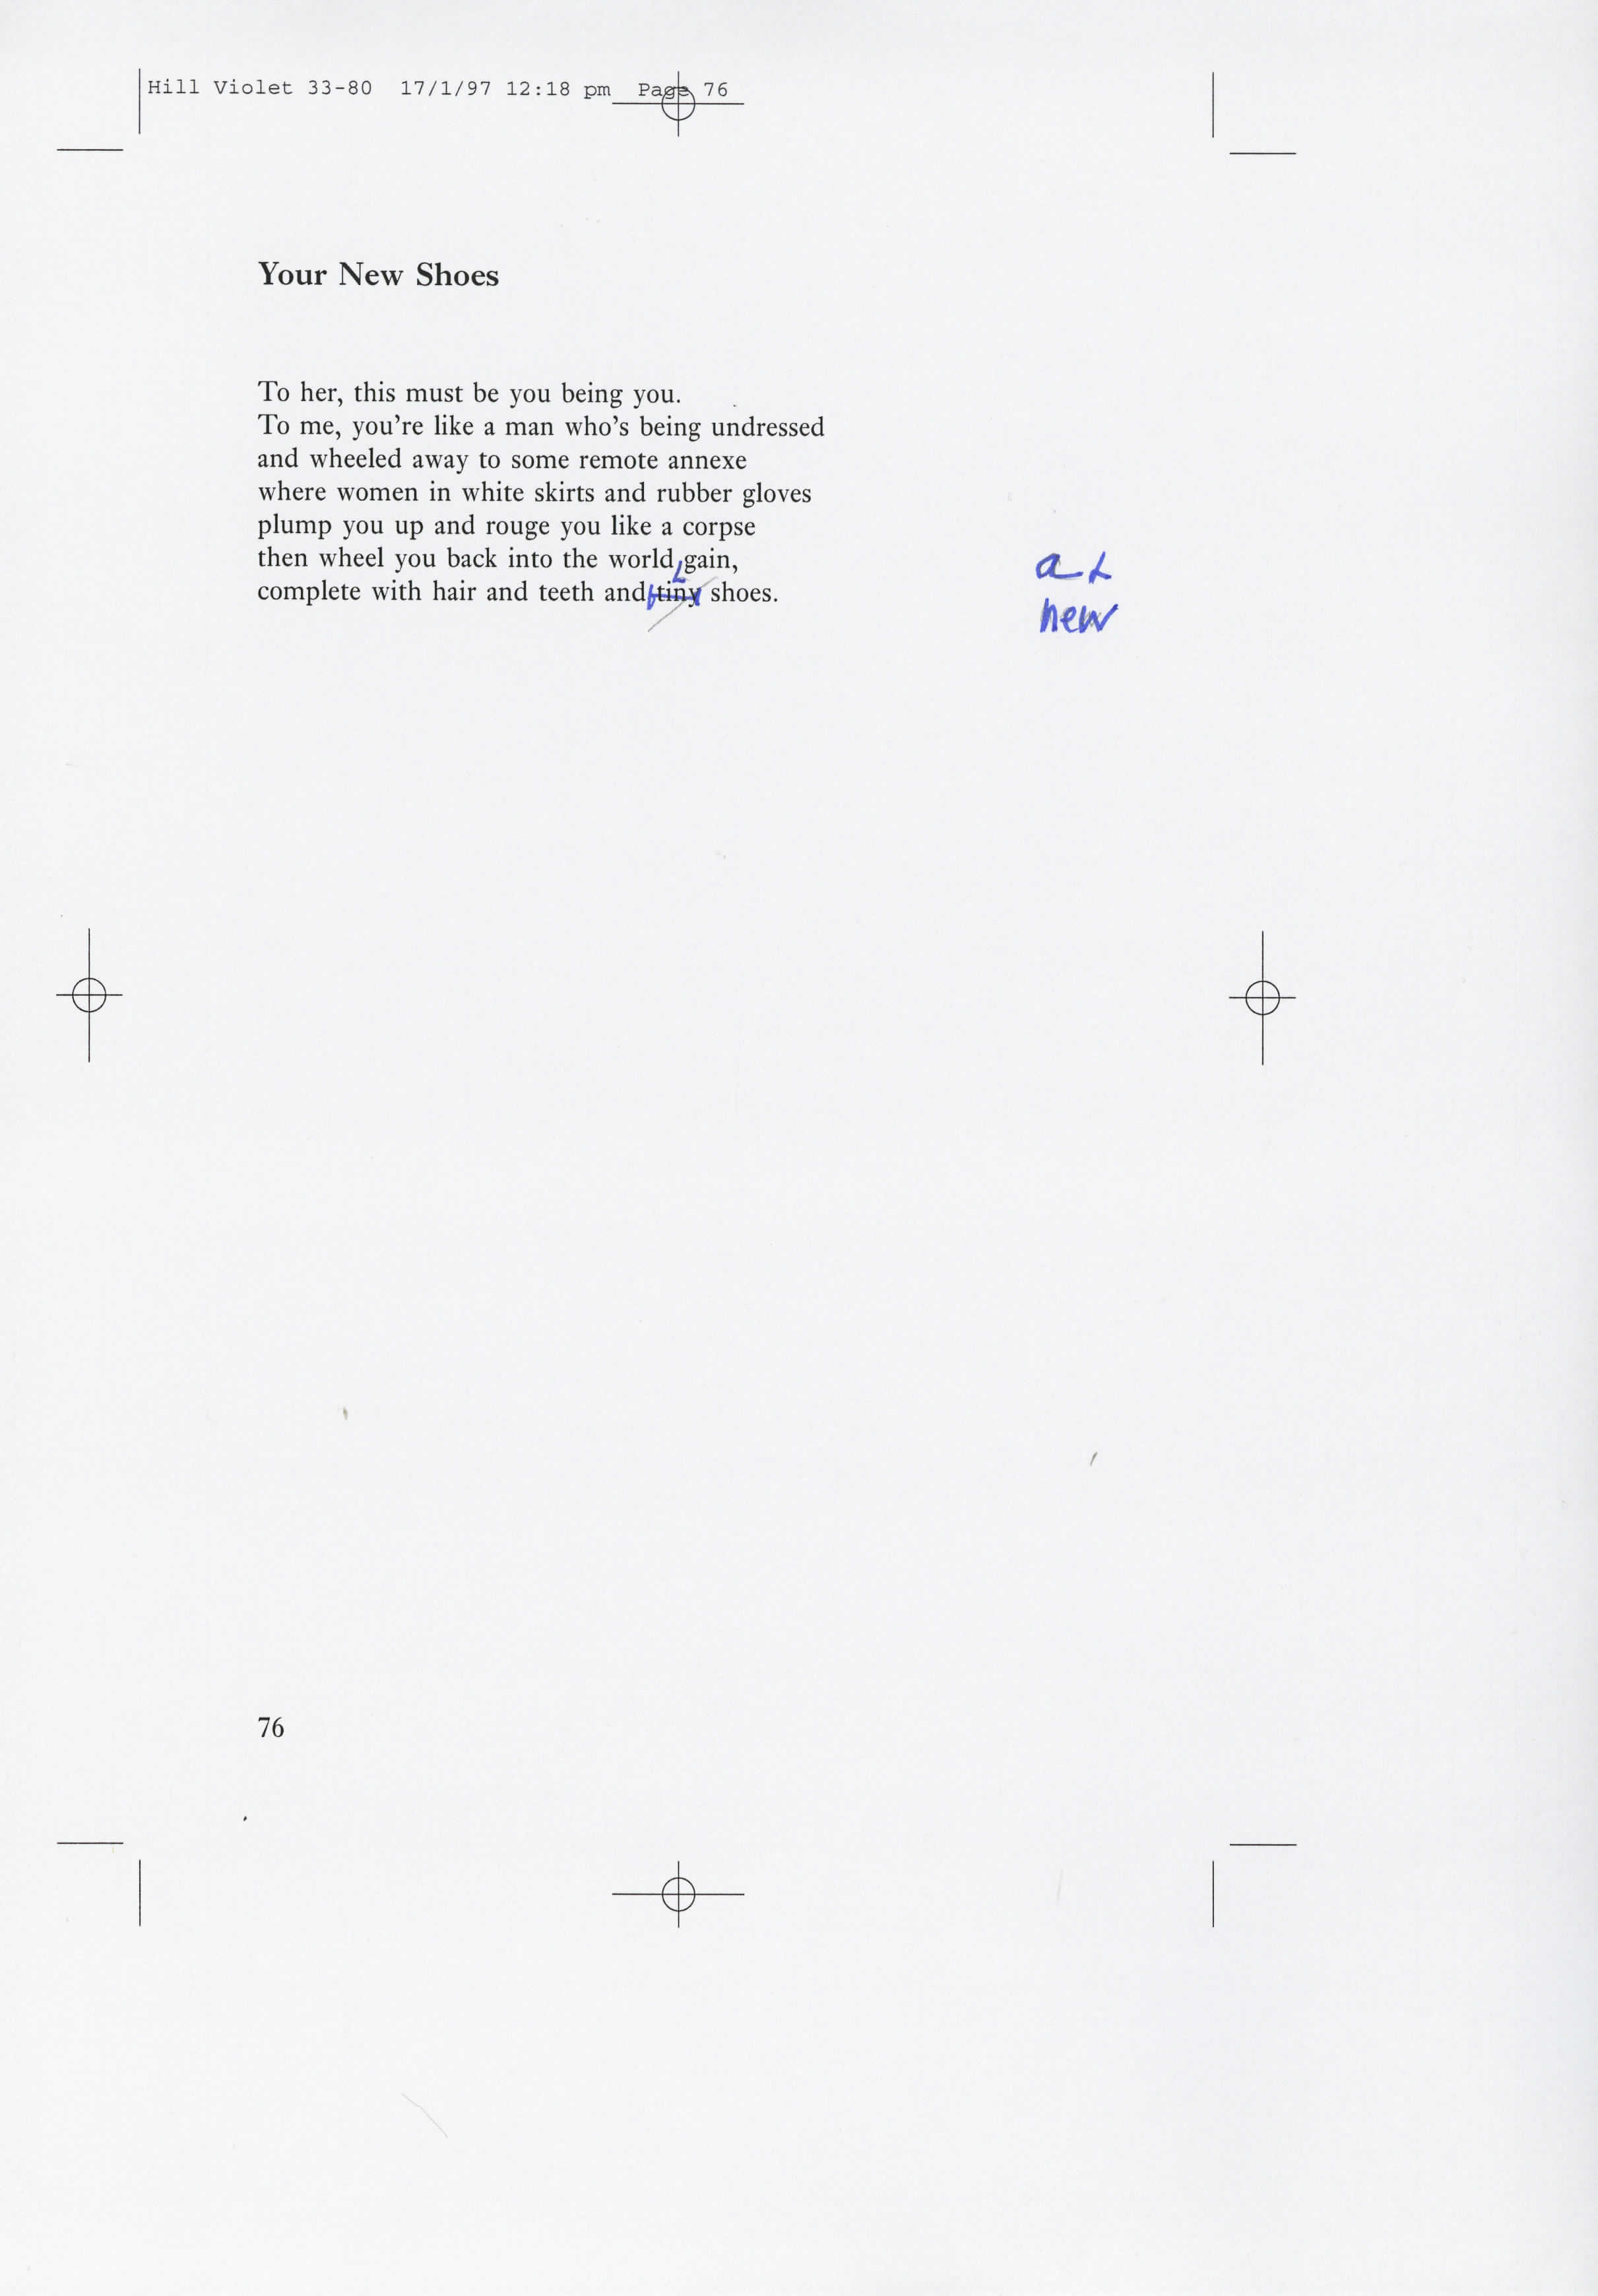 Hill Violet 33-80 17/1/97 12:18 pm Page 76
Your New Shoes
To her, this must be you being you.
To me, you're like a man who's being undressed
and wheeled away to some remote annexe
where women in white skirts and rubber gloves
plump you up and rouge you like a corpse
then wheel you back into the world gain,
a
complete with hair and teeth and tiny shoes.
new
76